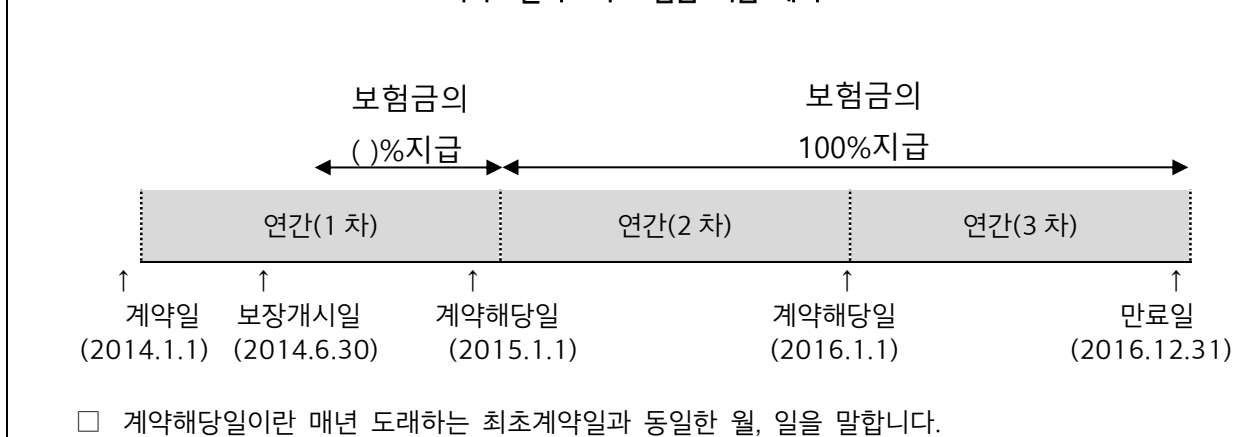 보험금의 보험금의
( )%지급 100%지급
연간(1 차) 연간(2 차) 연간(3 차)
↑ ↑ ↑ ↑ ↑
계약일 보장개시일 계약해당일 계약해당일 만료일
(2014.1.1) (2014.6.30) (2015.1.1) (2016.1.1) (2016.12.31)
□ 계약해당일이란 매년 도래하는 최초계약일과 동일한 월, 일을 말합니다.